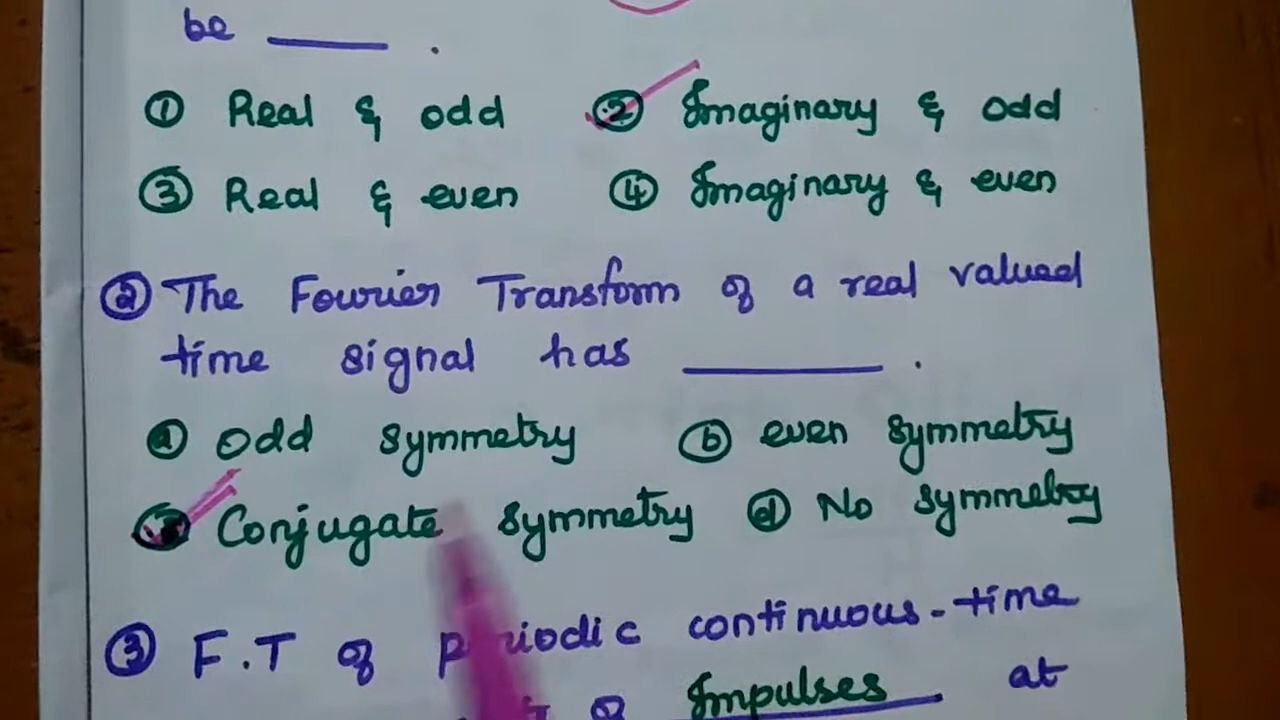 be ______ .
① Real & odd ② Imaginary & odd
③ Real & even ④ Imaginary & even
② The Fourier Transform of a real valued
time signal has ________ .
ⓐ Odd symmetry ⓑ even symmetry
Conjugate symmetry ⓓ No symmetry
③ F.T of periodic continuous-time
of Impulses at